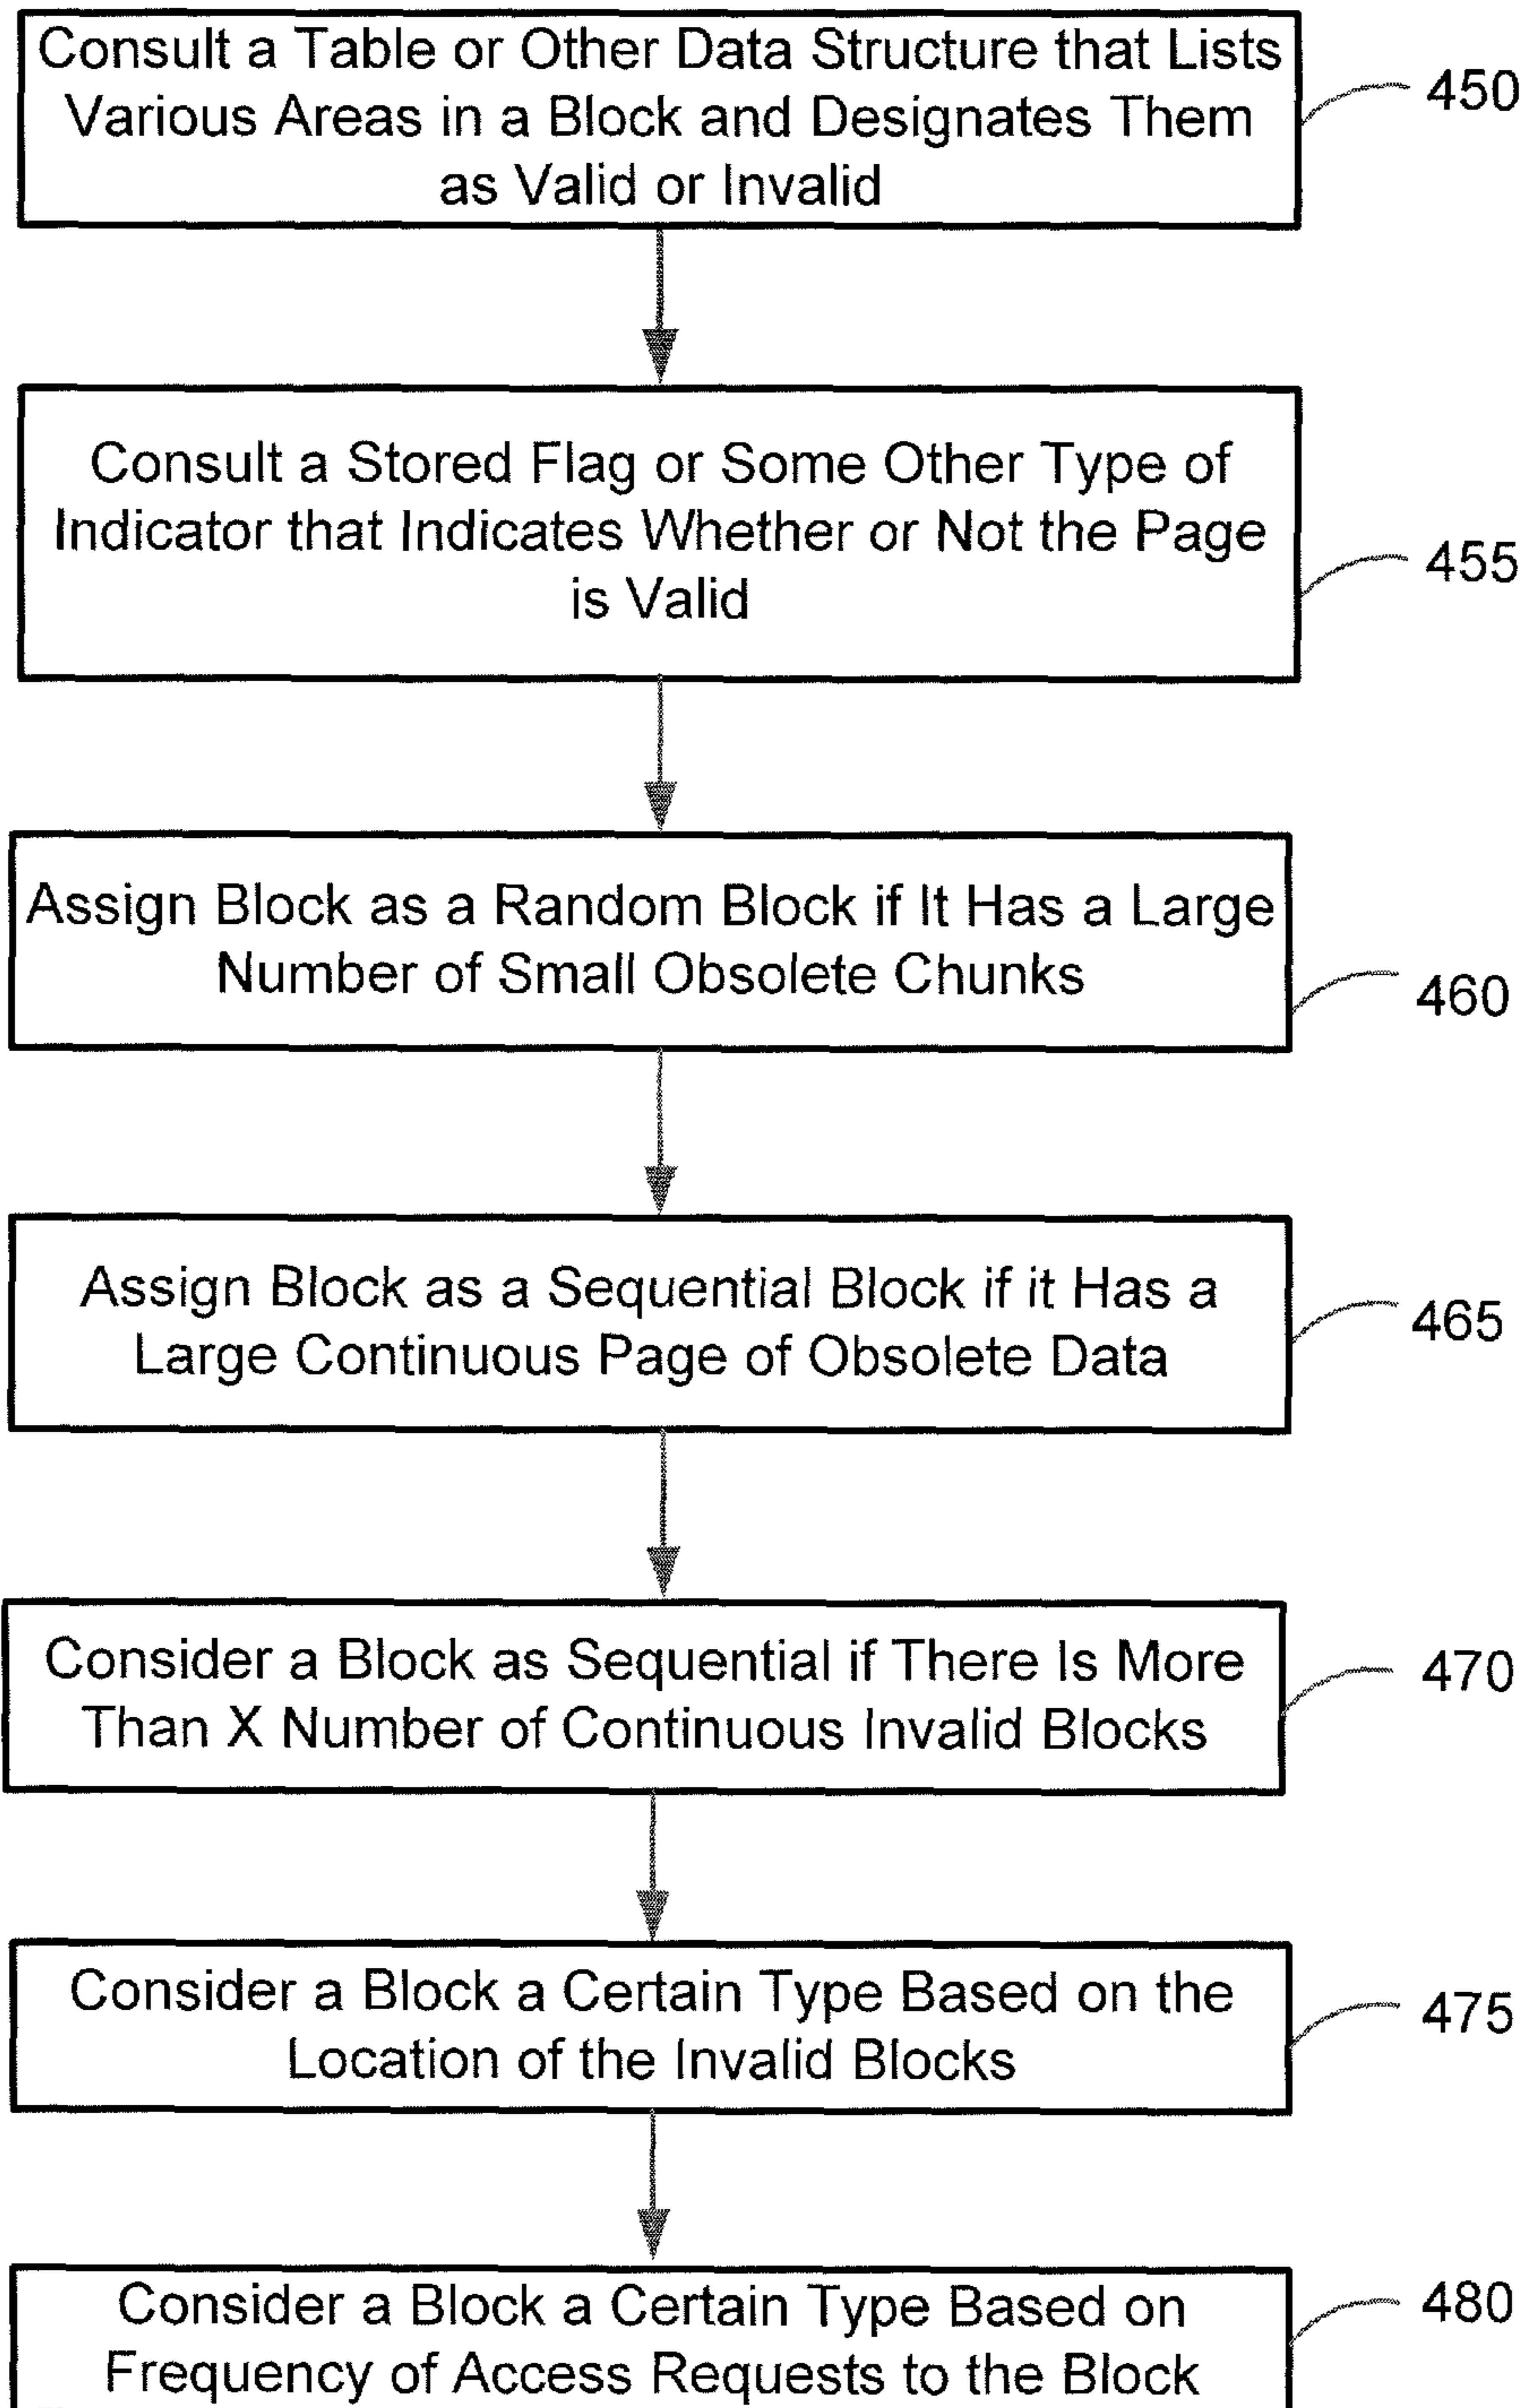 Consult a Table or Other Data Structure that Lists
Various Areas in a Block and Designates Them
as Valid or Invalid
450
Consult a Stored Flag or Some Other Type of
Indicator that Indicates Whether or Not the Page
is Valid
455
Assign Block as a Random Block if It Has a Large
Number of Small Obsolete Chunks
460
Assign Block as a Sequential Block if it Has a
Large Continuous Page of Obsolete Data
465
Consider a Block as Sequential if There Is More
Than X Number of Continuous Invalid Blocks
470
Consider a Block a Certain Type Based on the
Location of the Invalid Blocks
475
Consider a Block a Certain Type Based on
Frequency of Access Requests to the Block
480